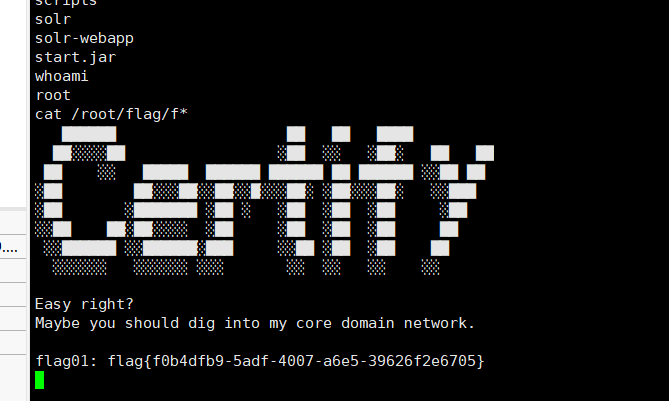 scripts
solr
solr-webapp
start.jar
whoami
root
cat /root/flag/f*
Certify
Easy right?
Maybe you should dig into my core domain network.
flag01: flag{f0b4dfb9-5adf-4007-a6e5-39626f2e6705}